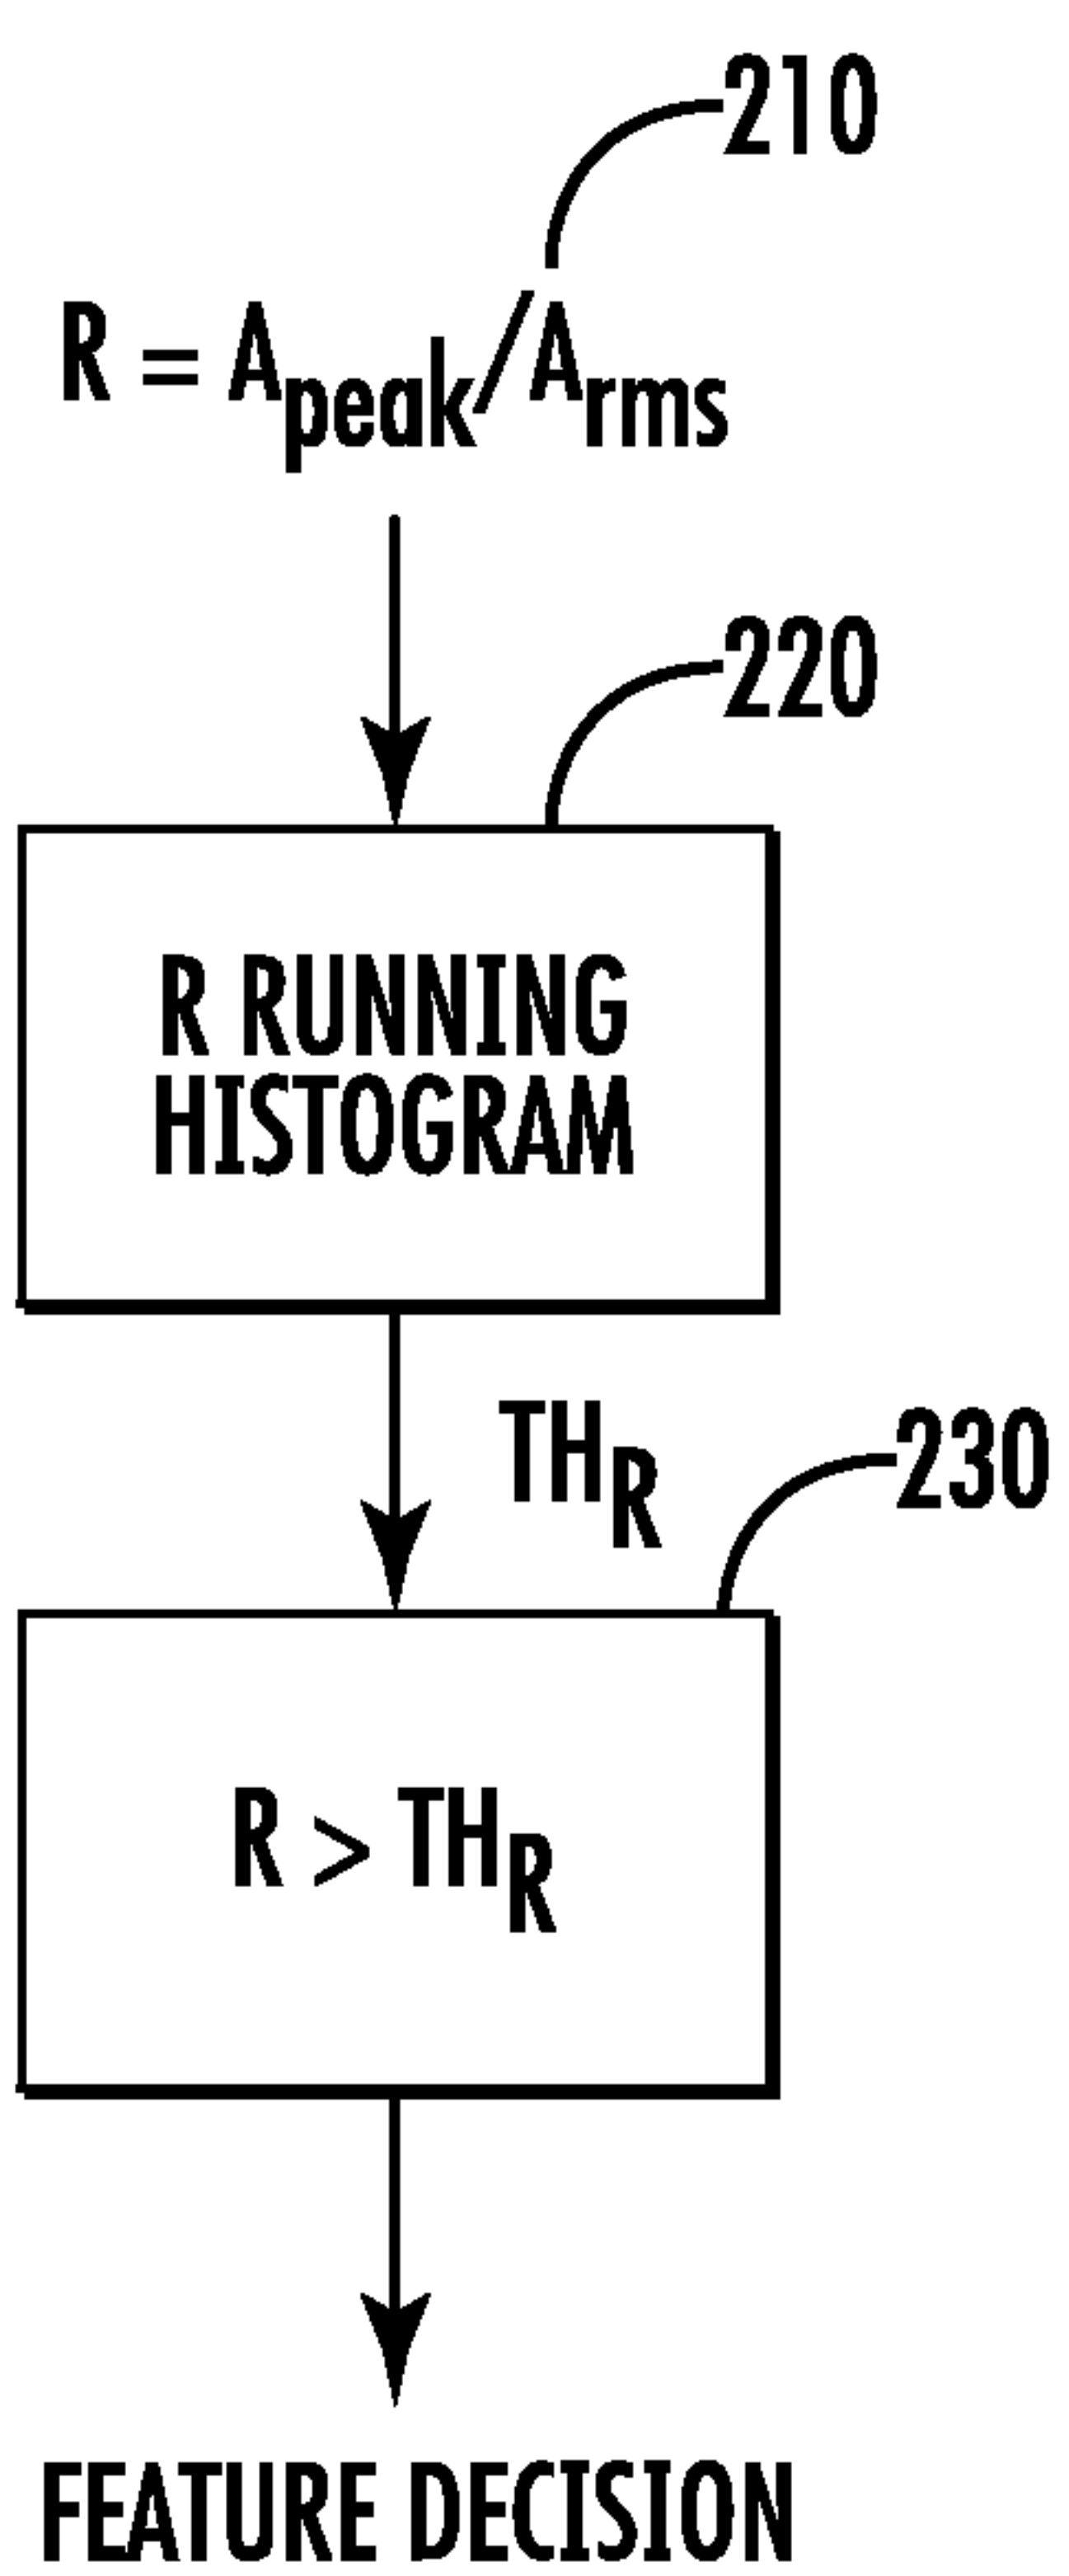 210
R = Apeak/Arms
220
R RUNNING
HISTOGRAM
THR
230
R > THR
FEATURE DECISION